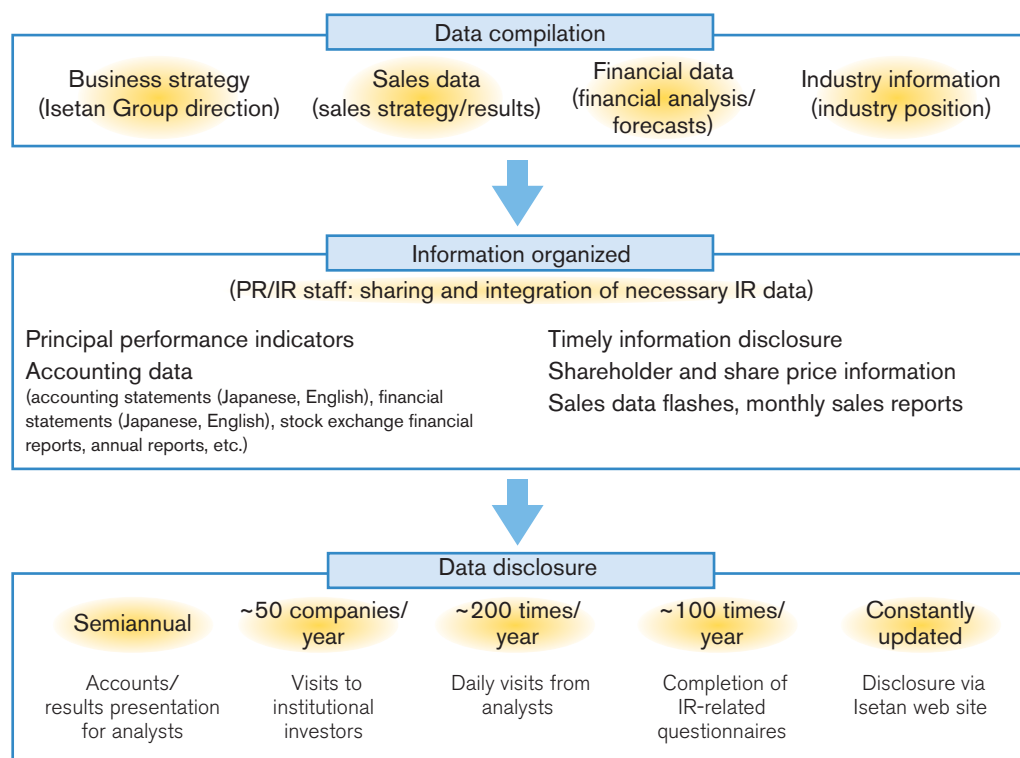 Data compilation
Business strategy
(Isetan Group direction)
Sales data
(sales strategy/results)
Financial data
(financial analysis/
forecasts)
Industry information
(industry position)
Information organized
(PR/IR staff: sharing and integration of necessary IR data)
Principal performance indicators
Accounting data
(accounting statements (Japanese, English), financial
statements (Japanese, English), stock exchange financial
reports, annual reports, etc.)
Timely information disclosure
Shareholder and share price information
Sales data flashes, monthly sales reports
Data disclosure
Semiannual
Accounts/
results presentation
for analysts
~50 companies/
year
Visits to
institutional
investors
~200 times/
year
Daily visits from
analysts
~100 times/
year
Completion of
IR-related
questionnaires
Constantly
updated
Disclosure via
Isetan web site